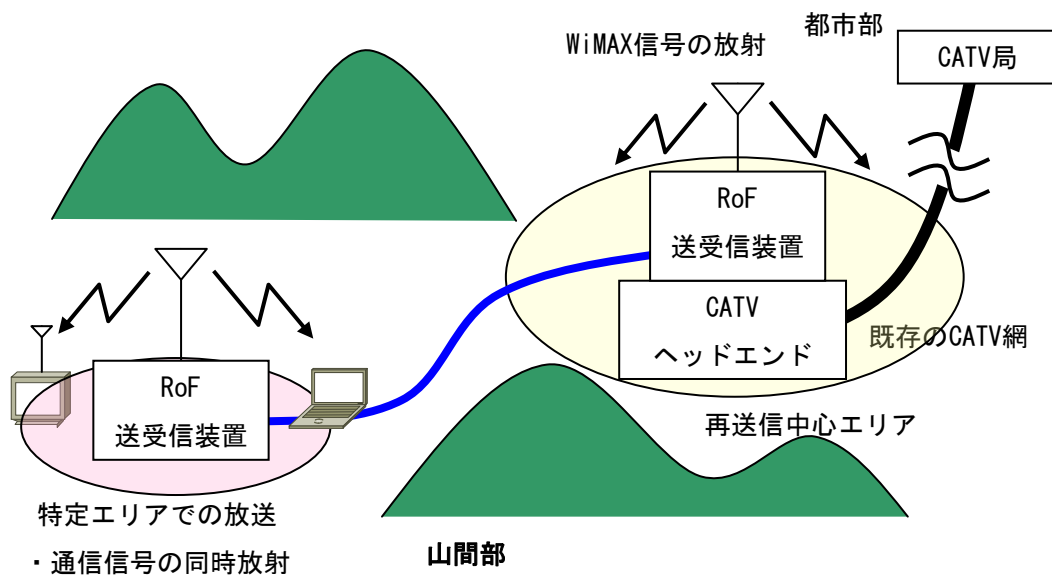 都市部
WiMAX信号の放射
CATV局
RoF
送受信装置
CATV
ヘッドエンド
既存のCATV網
再送信中心エリア
RoF
送受信装置
特定エリアでの放送
・通信信号の同時放射
山間部